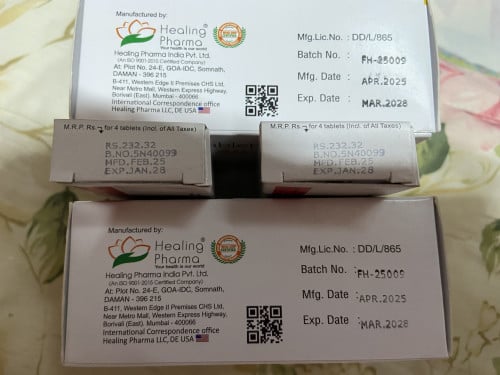 Manufactured by:
Healing®
Pharma
Your health is our world
Healing Pharma India Pvt. Ltd.
(An ISO 9001-2015 Certified Company)
At: Plot No. 24-E, GOA-IDC, Somnath,
DAMAN - 396 215
B-411, Western Edge II Premises CHS Ltd,
Near Metro Mall, Western Express Highway,
Borivali (East), Mumbai - 400066
International Correspondence office
Healing Pharma LLC, DE USA
Mfg.Lic.No. : DD/L/865
Batch No. : FH-25009
Mfg. Date : APR.2025
Exp. Date : MAR.2028
M.R.P. Rs. for 4 tablets (Incl. of All Taxes)
RS.232.32
B.NO.5N40099
MFD.FEB.25
EXP.JAN.28
M.R.P. Rs. for 4 tablets (Incl. of All Taxes)
RS.232.32
B.NO.5N40099
MFD.FEB.25
EXP.JAN.28
Manufactured by:
Healing®
Pharma
Your health is our world
Healing Pharma India Pvt. Ltd.
(An ISO 9001-2015 Certified Company)
At: Plot No. 24-E, GOA-IDC, Somnath,
DAMAN - 396 215
B-411, Western Edge II Premises CHS Ltd,
Near Metro Mall, Western Express Highway,
Borivali (East), Mumbai - 400066
International Correspondence office
Healing Pharma LLC, DE USA
Mfg.Lic.No. : DD/L/865
Batch No. : FH-25009
Mfg. Date : APR.2025
Exp. Date : MAR.2028